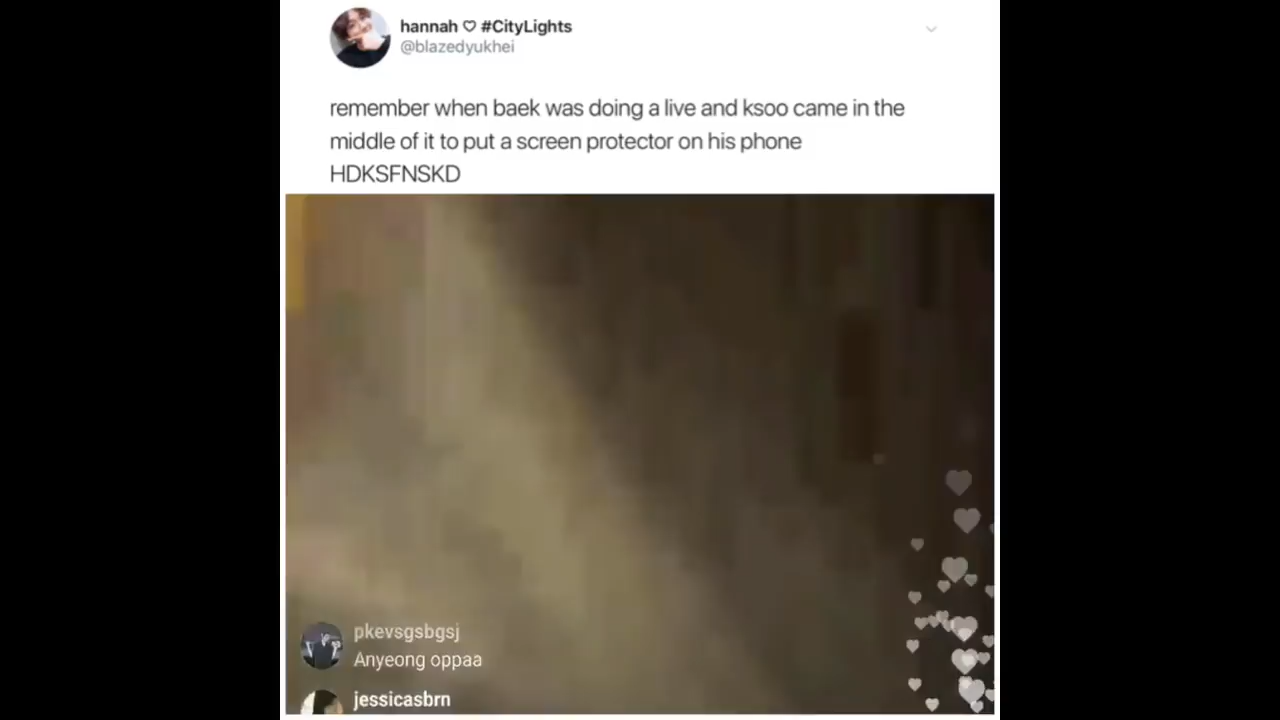 hannah ♡ #CityLights
@blazedyukhei
remember when baek was doing a live and ksoo came in the
middle of it to put a screen protector on his phone
HDKSFNSKD
pkevsgsbgsj
Anyeong oppaa
jessicasbrn